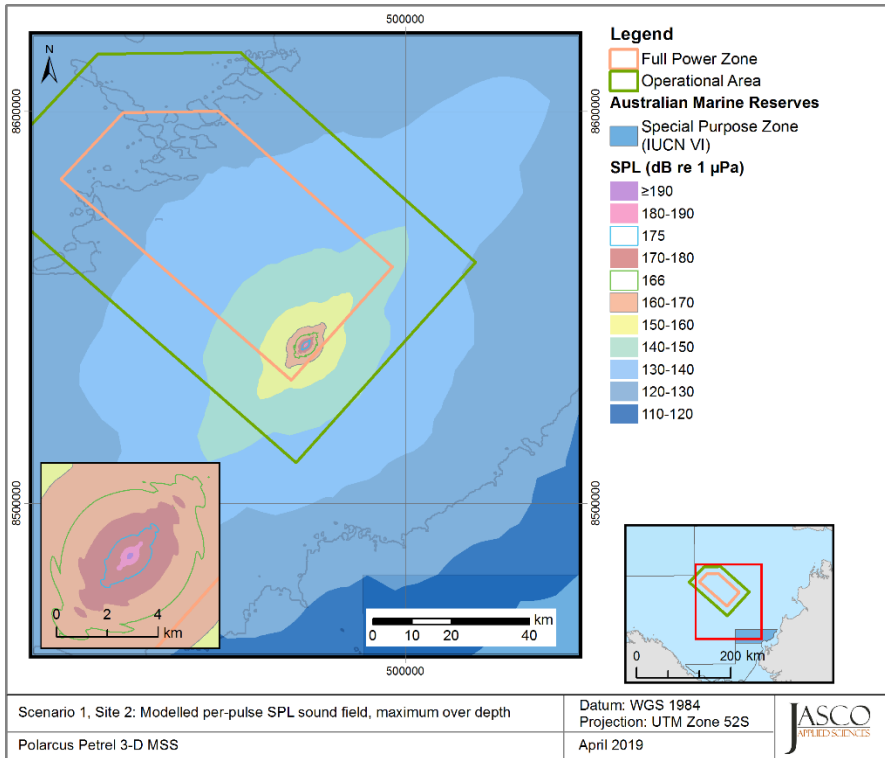 500000
N
8600000
8600000
8500000
8500000
0 2 4
km
km
0 10 20 40
500000
Legend
Full Power Zone
Operational Area
Australian Marine Reserves
Special Purpose Zone
(IUCN VI)
SPL (dB re 1 µPa)
≥190
180-190
175
170-180
166
160-170
150-160
140-150
130-140
120-130
110-120
0 200 km
Scenario 1, Site 2: Modelled per-pulse SPL sound field, maximum over depth
Polarcus Petrel 3-D MSS
Datum: WGS 1984
Projection: UTM Zone 52S
April 2019
JASCO
APPLIED SCIENCES